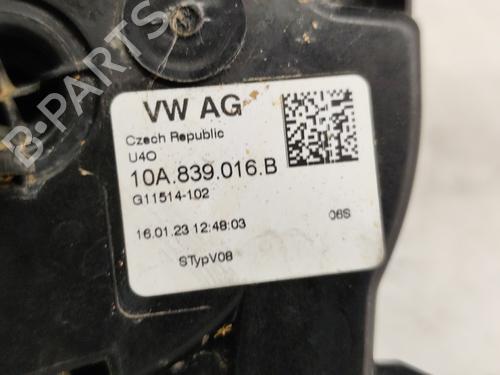 VW AG
Czech Republic
U4O
10A.839.016.B
G11514-102
16.01.23 12:48:03 06S
STypV08
B-PARTS